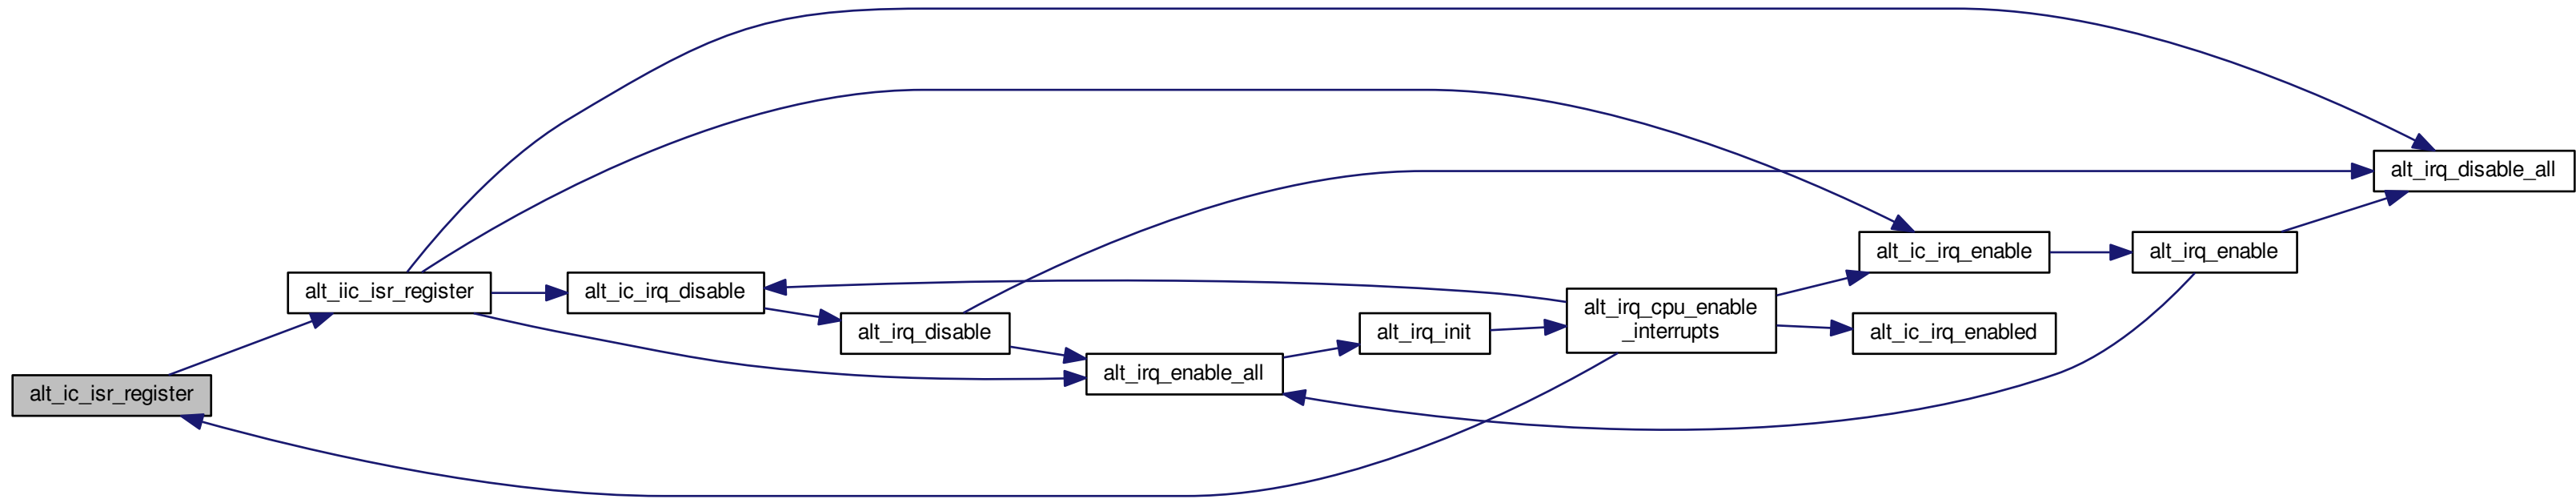 alt_irq_disable_all
alt_ic_irq_enable
alt_irq_enable
alt_iic_isr_register
alt_ic_irq_disable
alt_irq_cpu_enable
_interrupts
alt_irq_disable
alt_irq_init
alt_ic_irq_enabled
alt_irq_enable_all
alt_ic_isr_register